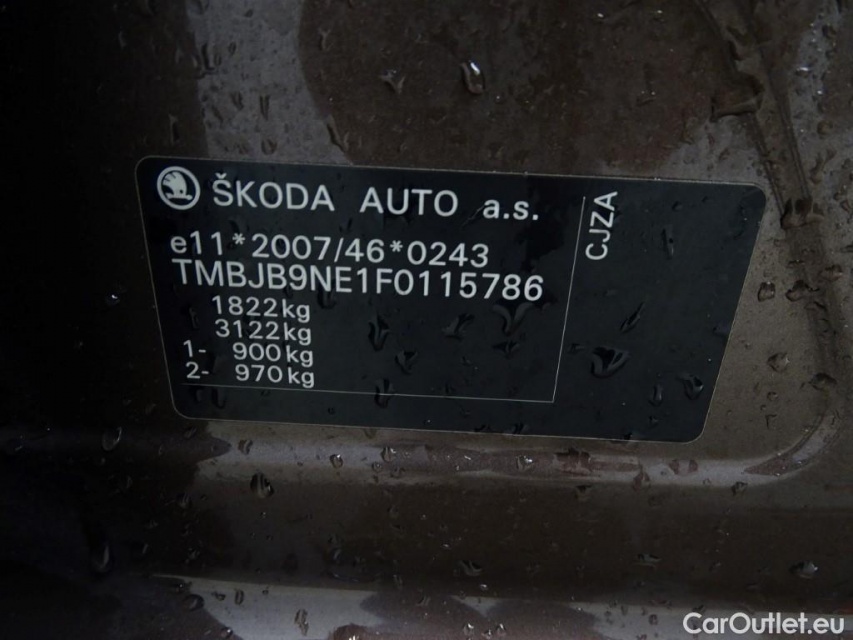 ŠKODA AUTO a.s.
e11*2007/46*0243
TMBJB9NE1F0115786
1822kg
3122kg
1- 900kg
2- 970kg
CJZA
CarOutlet.eu